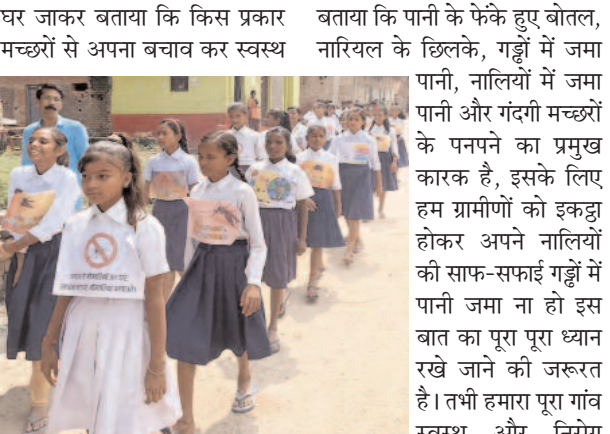 घर जाकर बताया कि किस प्रकार
मच्छरों से अपना बचाव कर स्वस्थ
बताया कि पानी के फेंके हुए बोतल,
नारियल के छिलके, गड्ढों में जमा
पानी, नालियों में जमा
पानी और गंदगी मच्छरों
के पनपने का प्रमुख
कारक है, इसके लिए
हम ग्रामीणों को इकट्ठा
होकर अपने नालियों
की साफ-सफाई गड्ढों में
पानी जमा ना हो इस
बात का पूरा पूरा ध्यान
रखे जाने की जरूरत
है। तभी हमारा पूरा गांव
स्वस्थ और निरोग